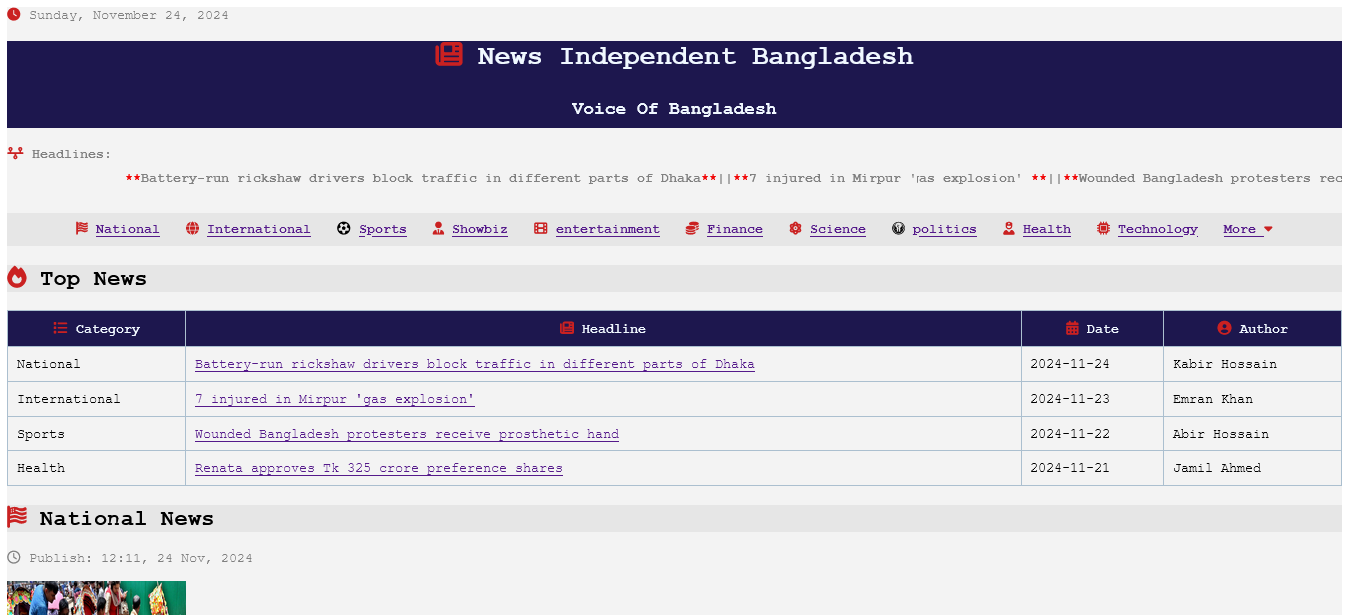 Sunday, November 24, 2024
News Independent Bangladesh
Voice Of Bangladesh
Headlines:
**Battery-run rickshaw drivers block traffic in different parts of Dhaka**||**7 injured in Mirpur 'gas explosion' **||**Wounded Bangladesh protesters rec
National International Sports Showbiz entertainment Finance Science politics Health Technology More
Top News
Category Headline Date Author
National Battery-run rickshaw drivers block traffic in different parts of Dhaka 2024-11-24 Kabir Hossain
International 7 injured in Mirpur 'gas explosion' 2024-11-23 Emran Khan
Sports Wounded Bangladesh protesters receive prosthetic hand 2024-11-22 Abir Hossain
Health Renata approves Tk 325 crore preference shares 2024-11-21 Jamil Ahmed
National News
Publish: 12:11, 24 Nov, 2024